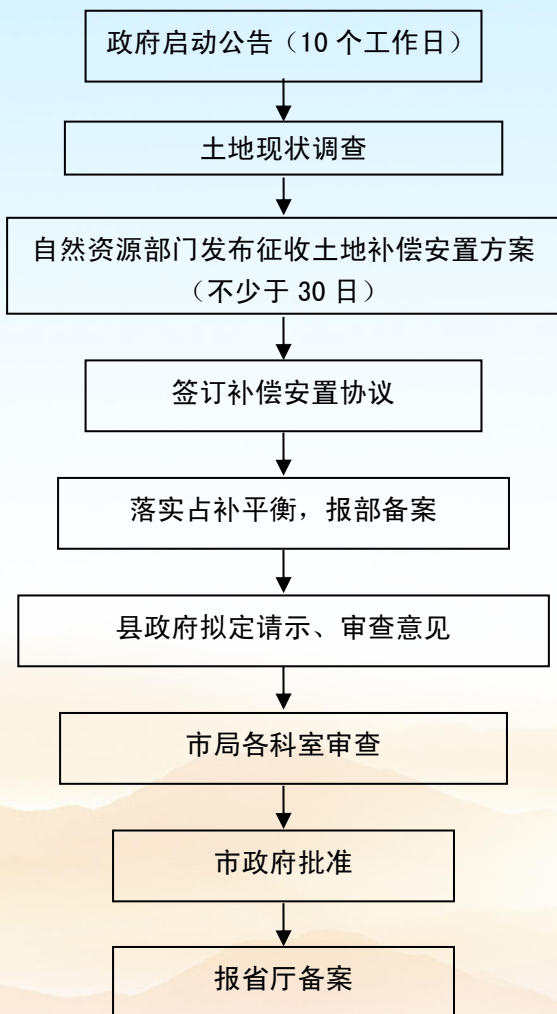 政府启动公告（10 个工作日）
土地现状调查
自然资源部门发布征收土地补偿安置方案
（不少于 30 日）
签订补偿安置协议
落实占补平衡，报部备案
县政府拟定请示、审查意见
市局各科室审查
市政府批准
报省厅备案